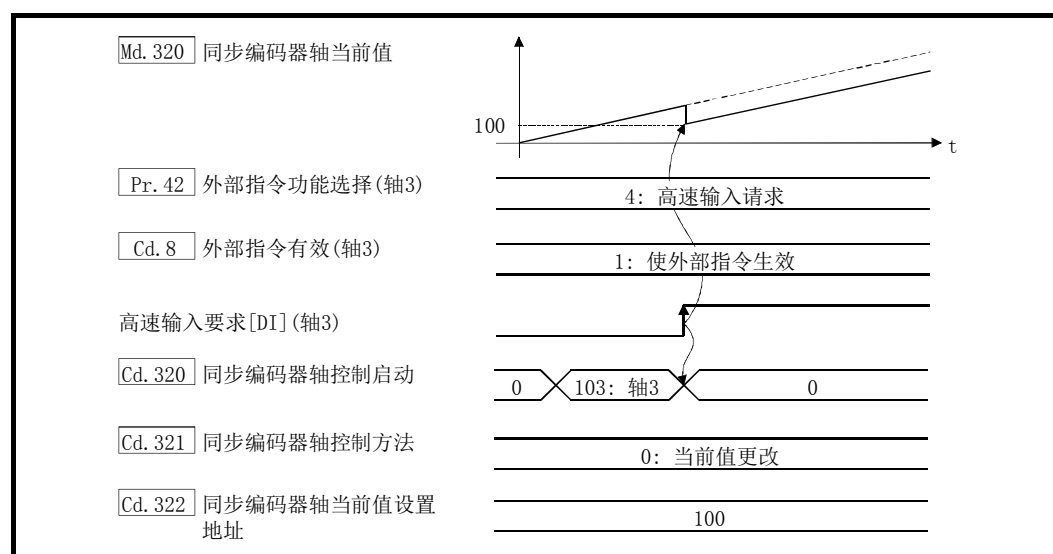 Md. 320 同步编码器轴当前值
100
t
Pr. 42 外部指令功能选择(轴3)
4: 高速输入请求
Cd. 8 外部指令有效(轴3)
1: 使外部指令生效
高速输入要求[DI](轴3)
Cd. 320 同步编码器轴控制启动
0 103: 轴3 0
Cd. 321 同步编码器轴控制方法
0: 当前值更改
Cd. 322 同步编码器轴当前值设置
地址
100